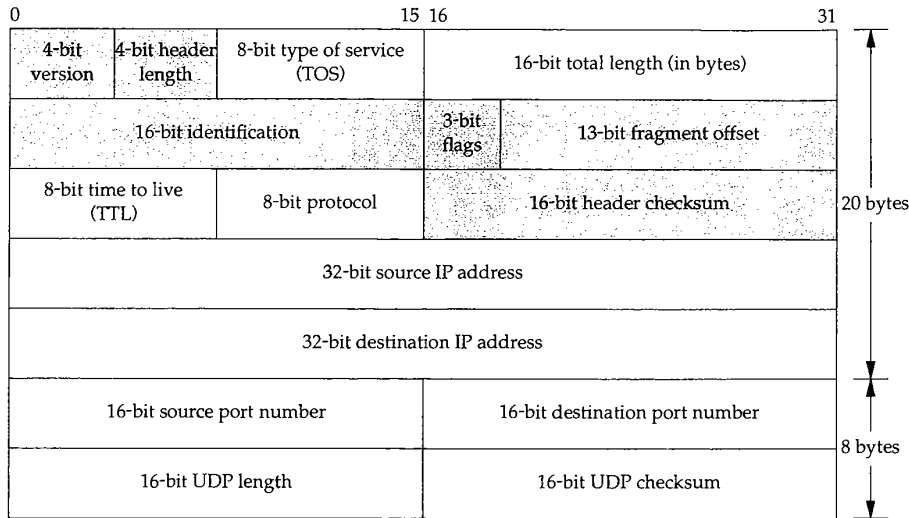 0 15 16 31
4-bit version
4-bit header length
8-bit type of service (TOS)
16-bit total length (in bytes)
16-bit identification
3-bit flags
13-bit fragment offset
8-bit time to live (TTL)
8-bit protocol
16-bit header checksum
20 bytes
32-bit source IP address
32-bit destination IP address
16-bit source port number
16-bit destination port number
8 bytes
16-bit UDP length
16-bit UDP checksum